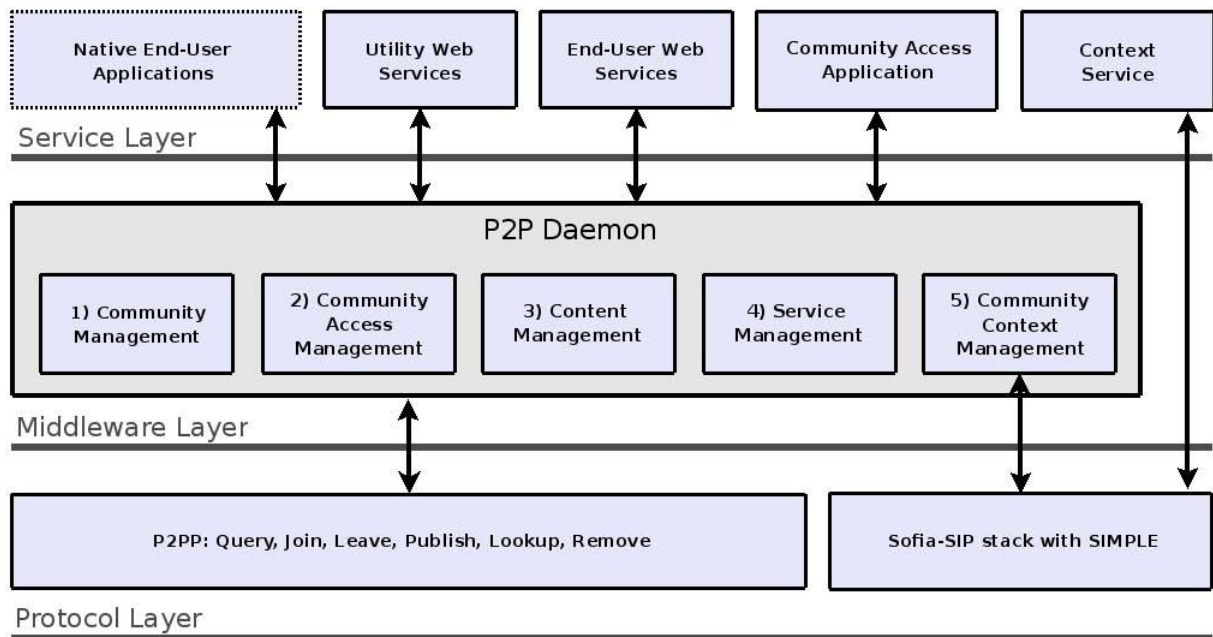 Native End-User
Applications
Utility Web
Services
End-User Web
Services
Community Access
Application
Context
Service
Service Layer
P2P Daemon
1) Community
Management
2) Community
Access
Management
3) Content
Management
4) Service
Management
5) Community
Context
Management
Middleware Layer
P2PP: Query, Join, Leave, Publish, Lookup, Remove
Sofia-SIP stack with SIMPLE
Protocol Layer